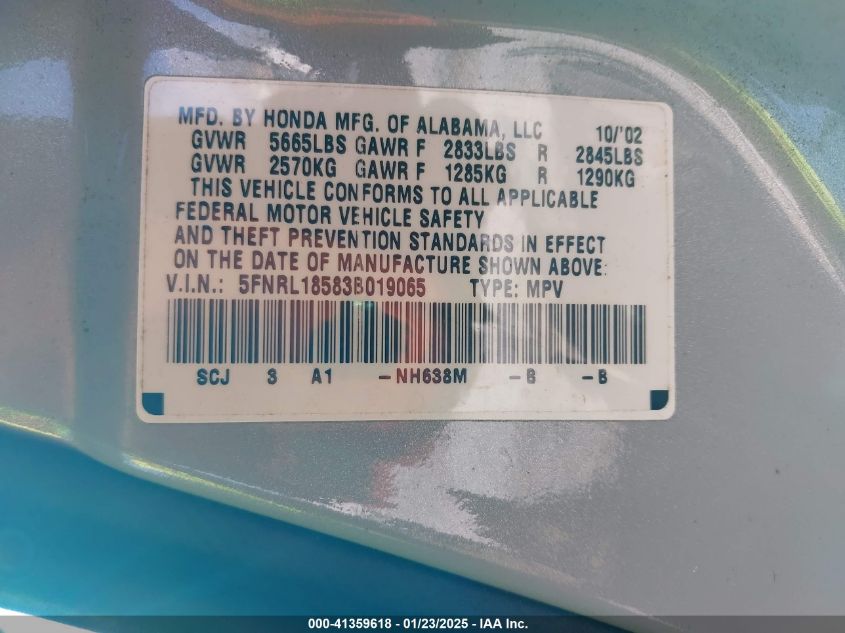 MFD. BY HONDA MFG. OF ALABAMA, LLC 10/'02
GVWR 5665LBS GAWR F 2833LBS R 2845LBS
GVWR 2570KG GAWR F 1285KG R 1290KG
THIS VEHICLE CONFORMS TO ALL APPLICABLE
FEDERAL MOTOR VEHICLE SAFETY
AND THEFT PREVENTION STANDARDS IN EFFECT
ON THE DATE OF MANUFACTURE SHOWN ABOVE:
V.I.N.: 5FNRL18583B019065 TYPE: MPV
SCJ 3 A1 -NH638M -B -B
000-41359618 - 01/23/2025 - IAA Inc.